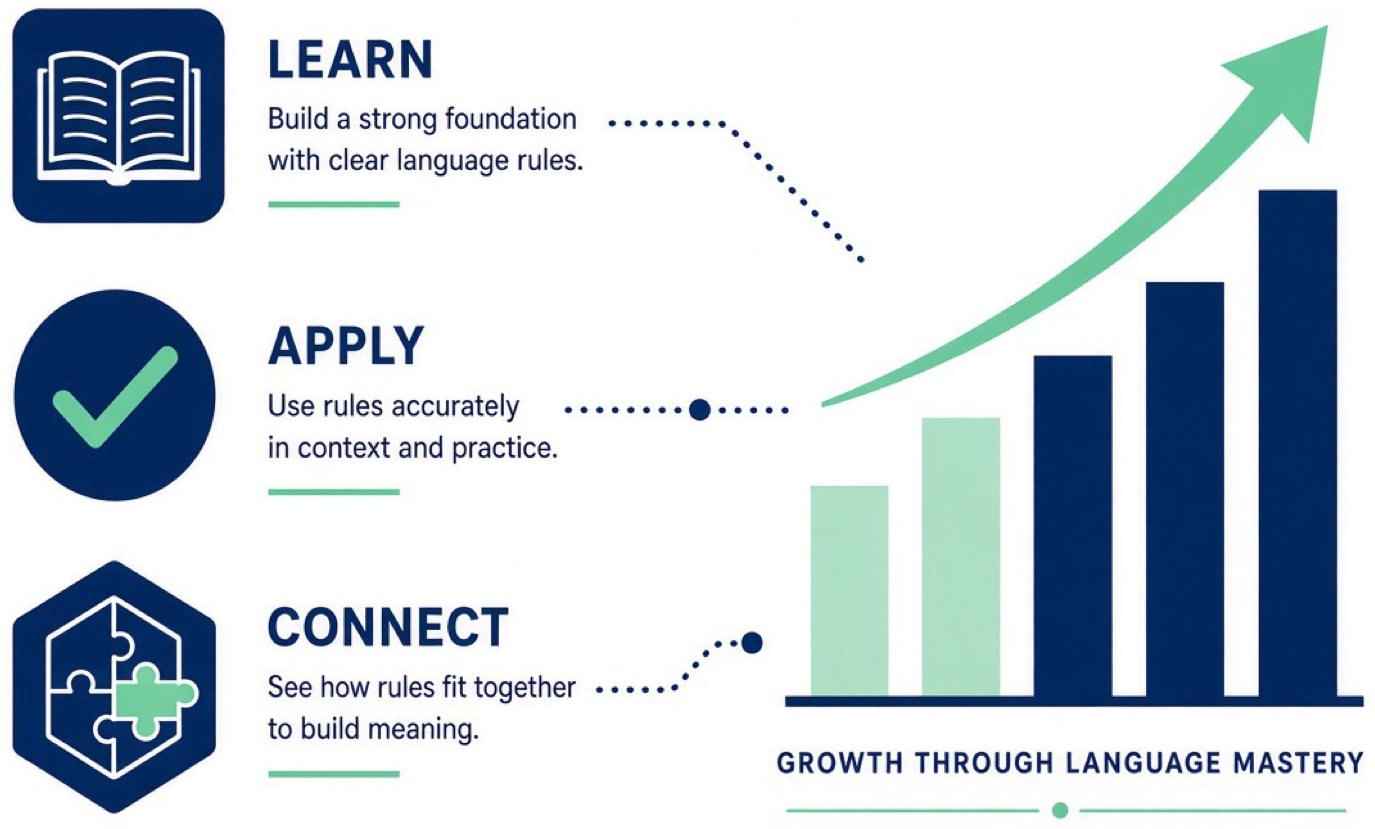 LEARN
Build a strong foundation
with clear language rules.
APPLY
Use rules accurately
in context and practice.
CONNECT
See how rules fit together
to build meaning.
GROWTH THROUGH LANGUAGE MASTERY